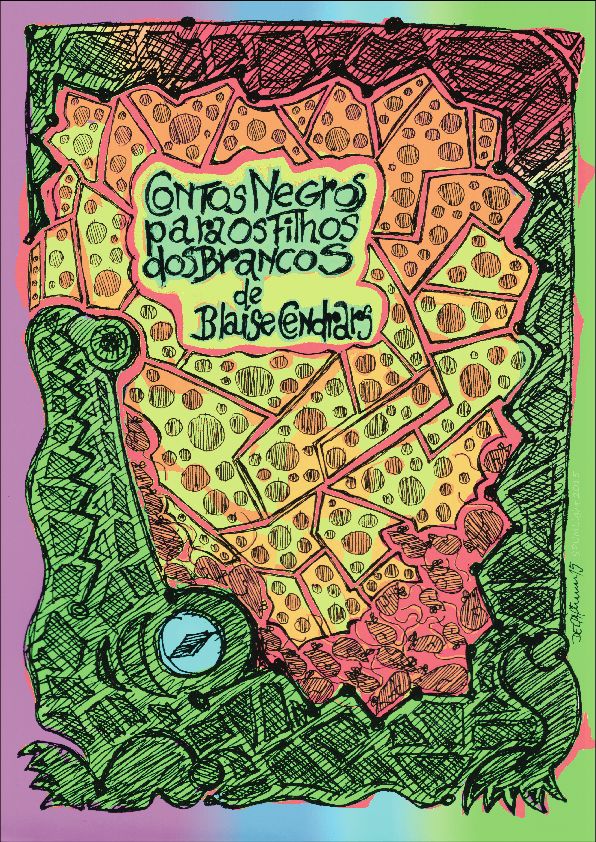 Contos Negros
para os Filhos
dos Brancos
de
Blaise Cendrars